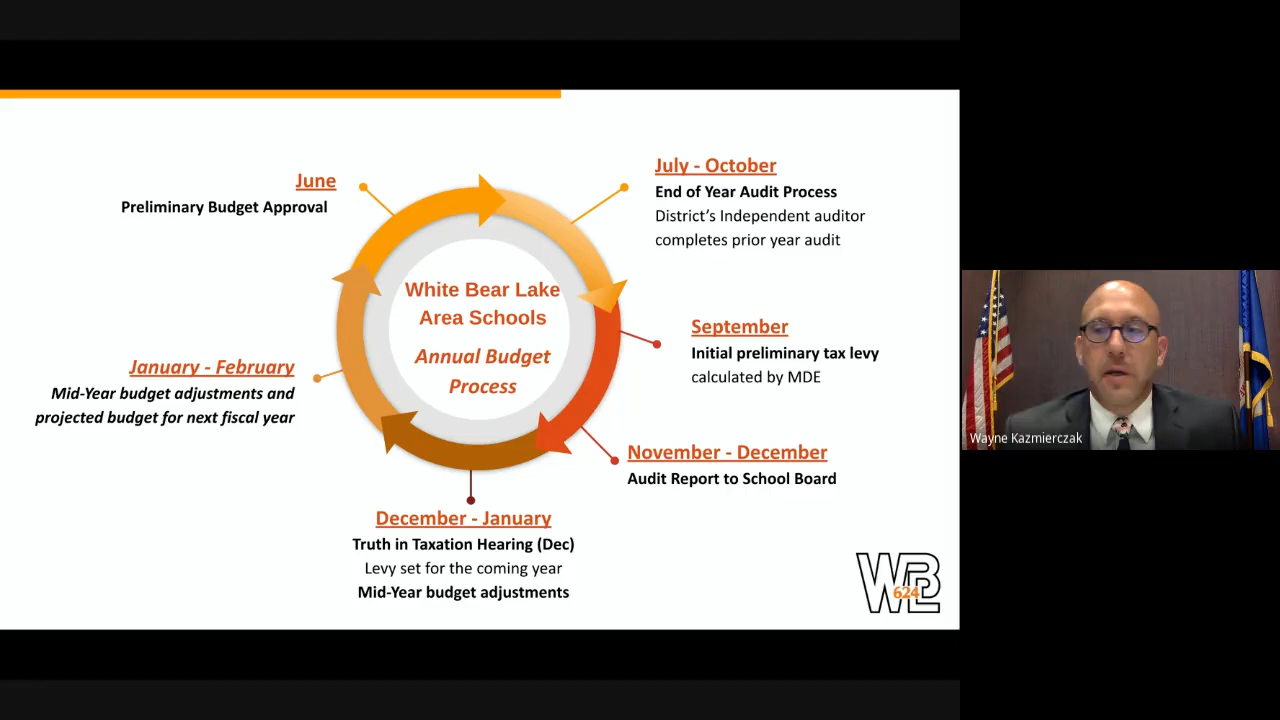 June
Preliminary Budget Approval
July - October
End of Year Audit Process
District's Independent auditor
completes prior year audit
White Bear Lake
Area Schools
Annual Budget
Process
September
Initial preliminary tax levy
calculated by MDE
January - February
Mid-Year budget adjustments and
projected budget for next fiscal year
November - December
Audit Report to School Board
December - January
Truth in Taxation Hearing (Dec)
Levy set for the coming year
Mid-Year budget adjustments
WBL
624
Wayne Kazmierczak